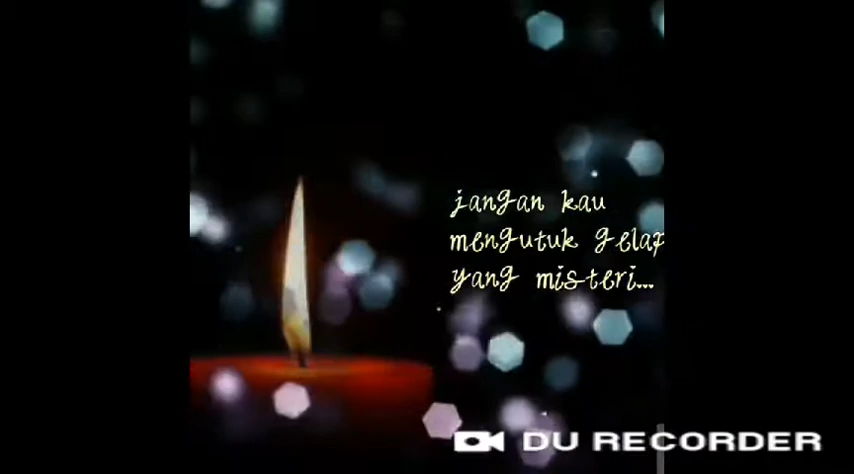 jangan kau
mengutuk gelap
yang misteri...
DU RECORDER